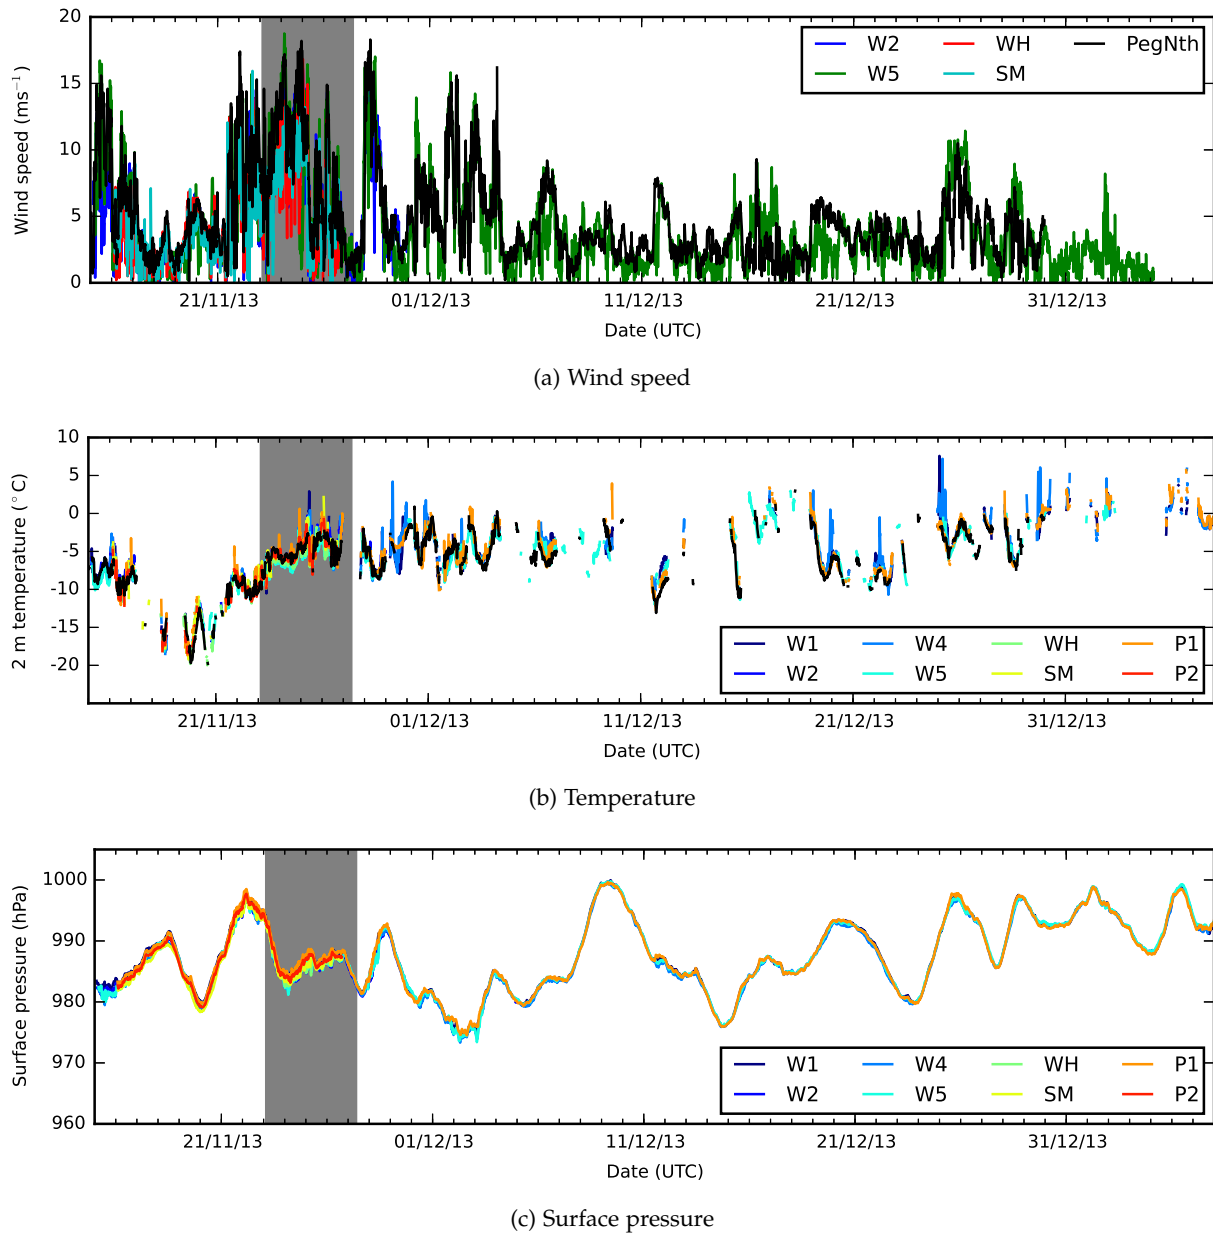 20
15
10
5
0
Wind speed (ms⁻¹)
W2 WH PegNth
W5 SM
21/11/13 01/12/13 11/12/13 21/12/13 31/12/13
Date (UTC)
(a) Wind speed
10
5
0
-5
-10
-15
-20
2 m temperature (°C)
W1 W4 WH P1
W2 W5 SM P2
21/11/13 01/12/13 11/12/13 21/12/13 31/12/13
Date (UTC)
(b) Temperature
1000
990
980
970
960
Surface pressure (hPa)
W1 W4 WH P1
W2 W5 SM P2
21/11/13 01/12/13 11/12/13 21/12/13 31/12/13
Date (UTC)
(c) Surface pressure